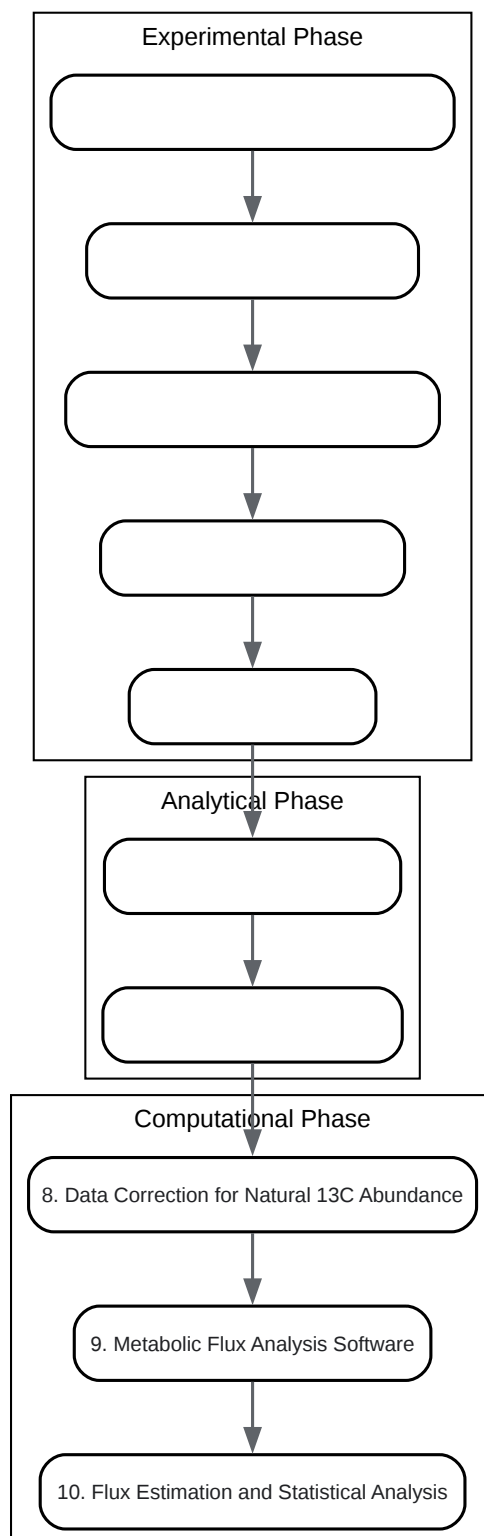 Experimental Phase
Analytical Phase
Computational Phase
8. Data Correction for Natural 13C Abundance
9. Metabolic Flux Analysis Software
10. Flux Estimation and Statistical Analysis